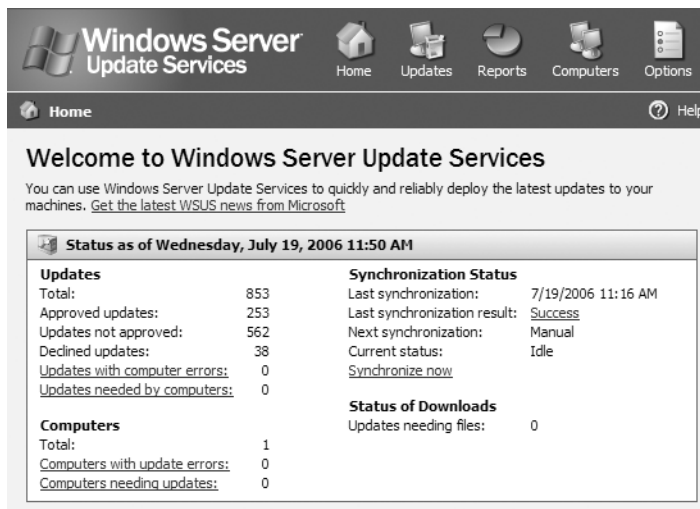 Windows Server
Update Services
Home Updates Reports Computers Options
Home
Welcome to Windows Server Update Services
You can use Windows Server Update Services to quickly and reliably deploy the latest updates to your
machines. Get the latest WSUS news from Microsoft
Status as of Wednesday, July 19, 2006 11:50 AM
Updates
Total: 853
Approved updates: 253
Updates not approved: 562
Declined updates: 38
Updates with computer errors: 0
Updates needed by computers: 0
Computers
Total: 1
Computers with update errors: 0
Computers needing updates: 0
Synchronization Status
Last synchronization: 7/19/2006 11:16 AM
Last synchronization result: Success
Next synchronization: Manual
Current status: Idle
Synchronize now
Status of Downloads
Updates needing files: 0